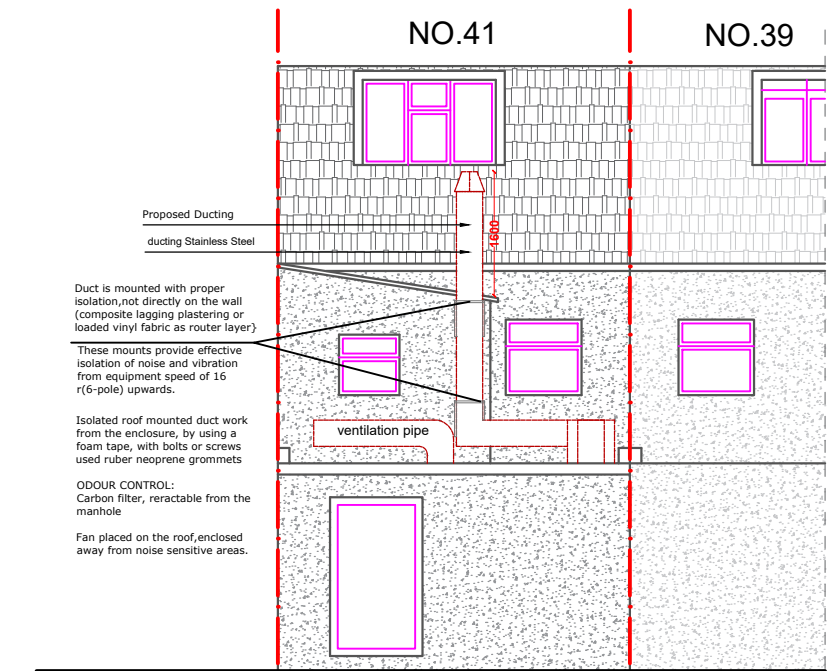 NO.41
NO.39
Proposed Ducting
ducting Stainless Steel
1600
Duct is mounted with proper
isolation,not directly on the wall
(composite lagging plastering or
loaded vinyl fabric as router layer}
These mounts provide effective
isolation of noise and vibration
from equipment speed of 16
r(6-pole) upwards.
ventilation pipe
Isolated roof mounted duct work
from the enclosure, by using a
foam tape, with bolts or screws
used ruber neoprene grommets
ODOUR CONTROL:
Carbon filter, reractable from the
manhole
Fan placed on the roof,enclosed
away from noise sensitive areas.